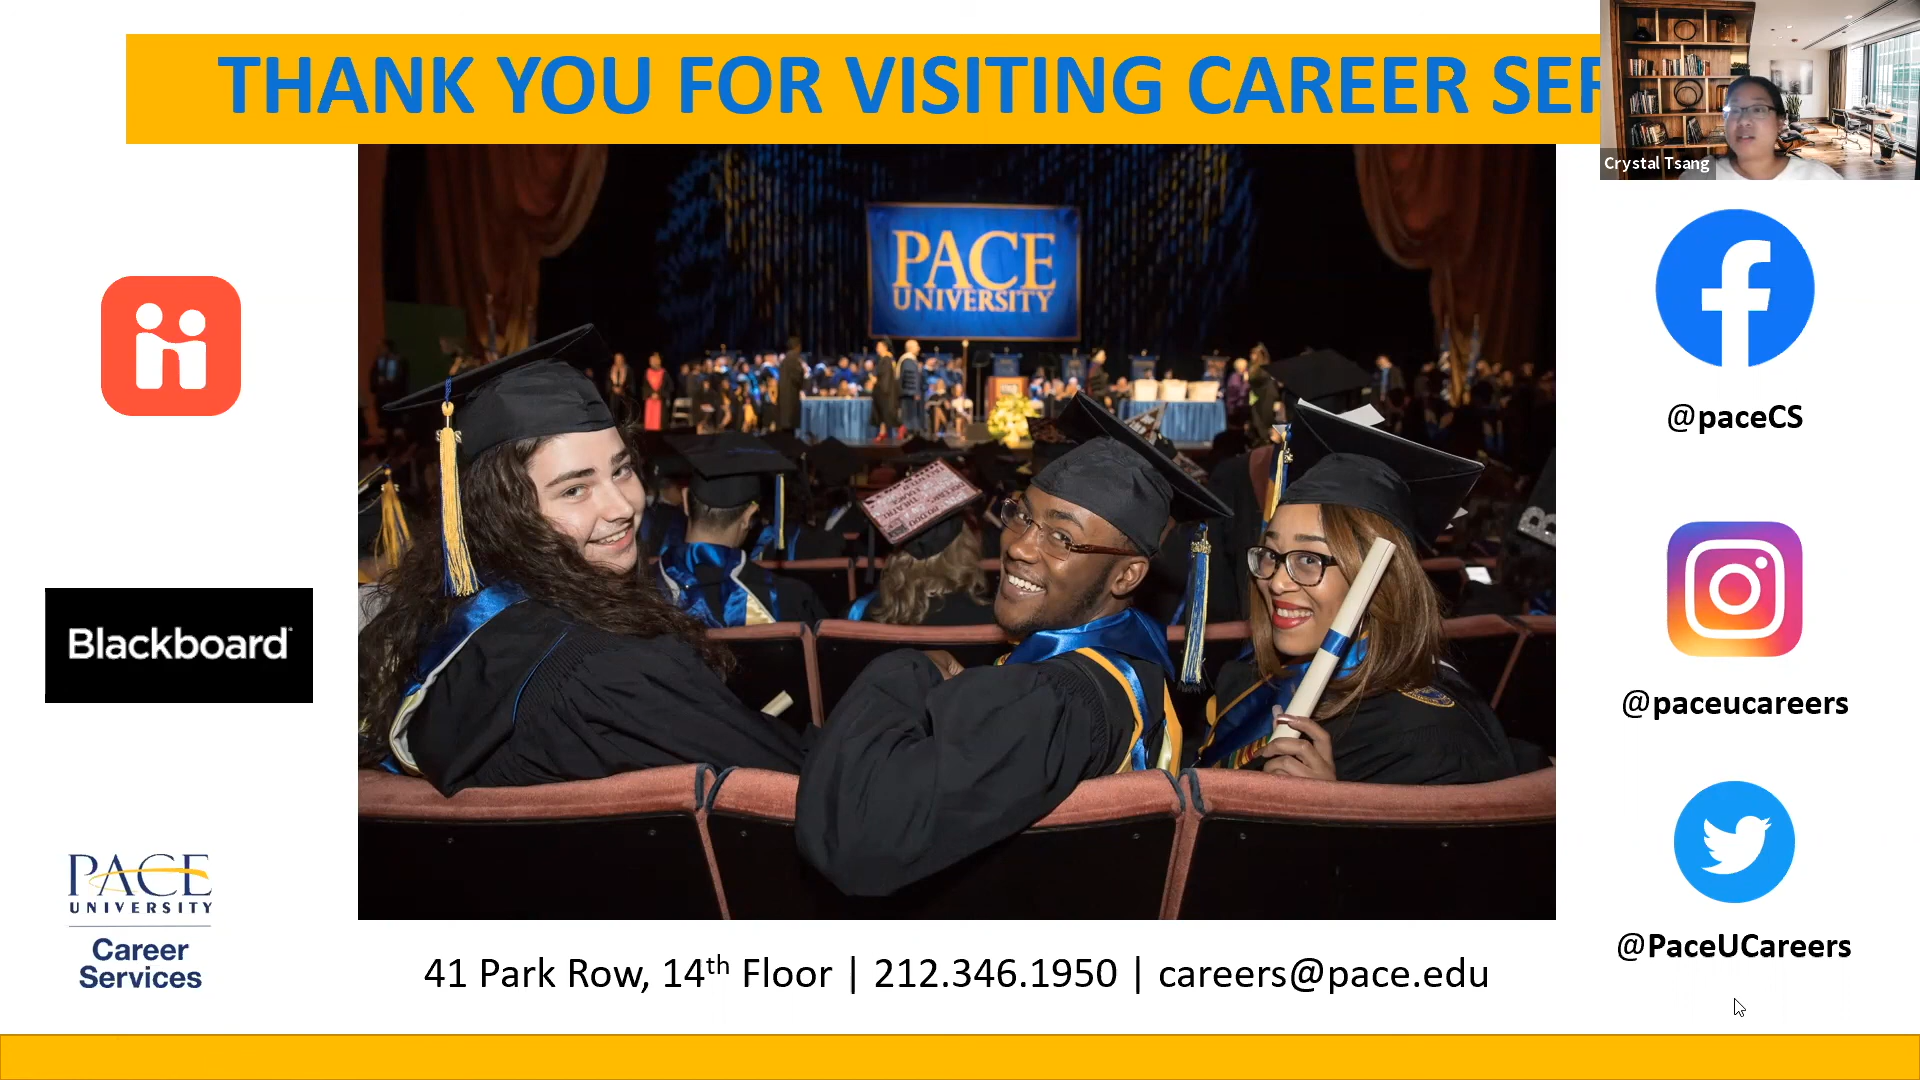 THANK YOU FOR VISITING CAREER SER
Crystal Tsang
PACE
UNIVERSITY
@paceCS
Blackboard
@paceucareers
PACE
UNIVERSITY
Career
Services
@PaceUCareers
41 Park Row, 14th Floor | 212.346.1950 | careers@pace.edu